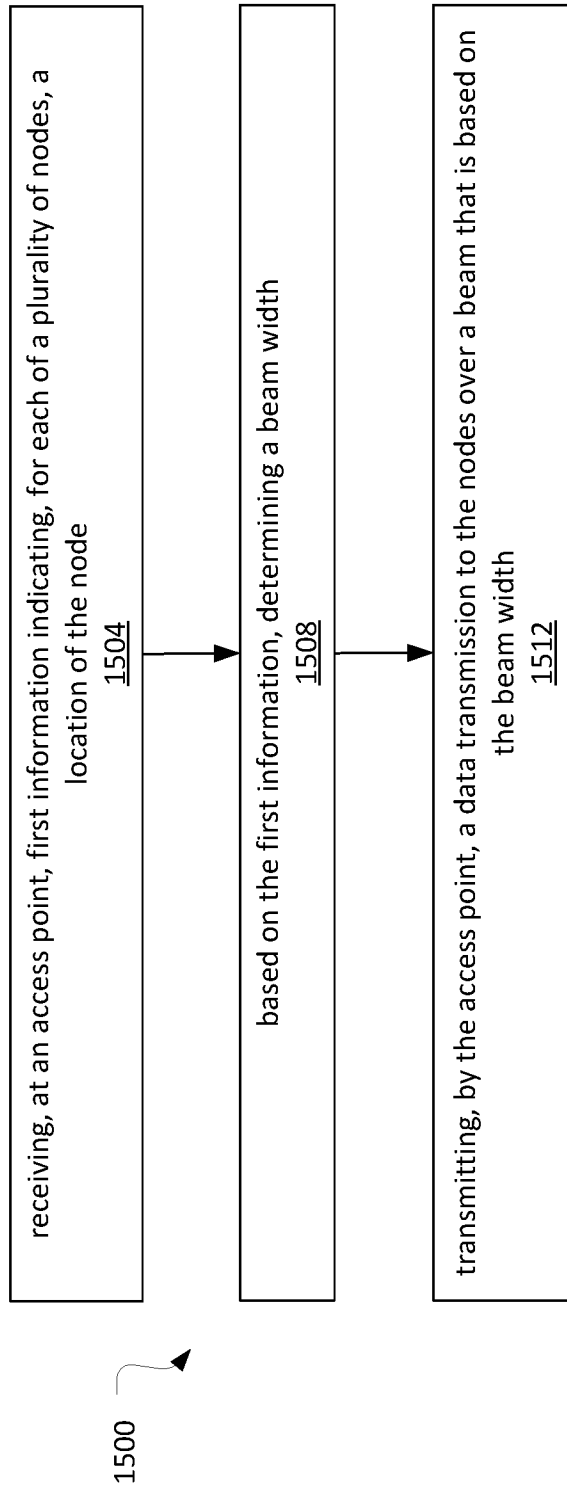 1500
receiving, at an access point, first information indicating, for each of a plurality of nodes, a
location of the node
1504
based on the first information, determining a beam width
1508
transmitting, by the access point, a data transmission to the nodes over a beam that is based on
the beam width
1512